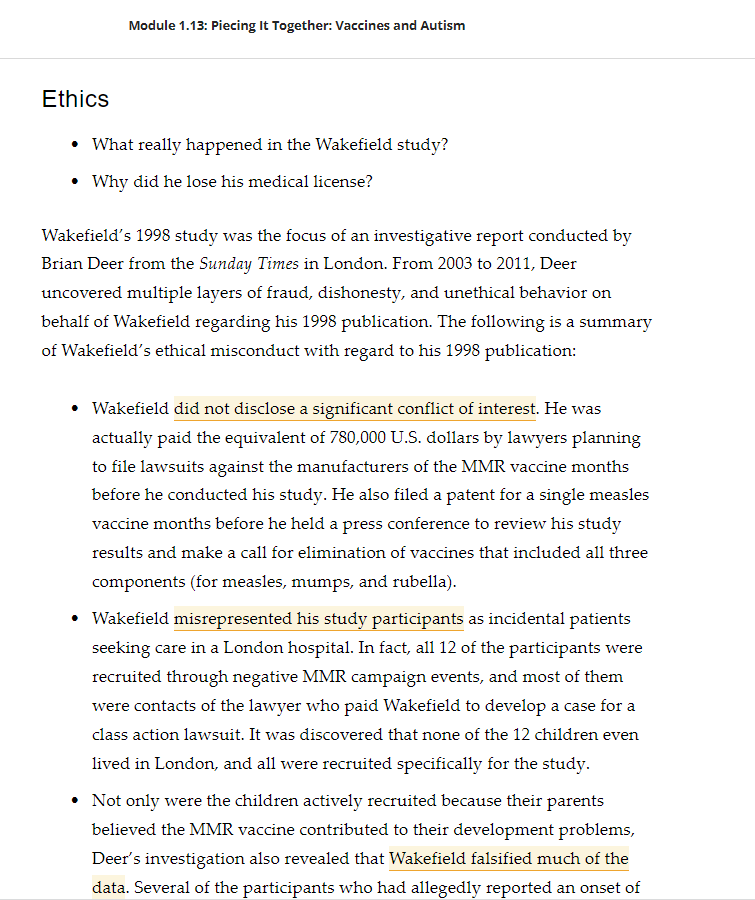 Module 1.13: Piecing It Together: Vaccines and Autism
Ethics
• What really happened in the Wakefield study?
• Why did he lose his medical license?
Wakefield's 1998 study was the focus of an investigative report conducted by
Brian Deer from the Sunday Times in London. From 2003 to 2011, Deer
uncovered multiple layers of fraud, dishonesty, and unethical behavior on
behalf of Wakefield regarding his 1998 publication. The following is a summary
of Wakefield's ethical misconduct with regard to his 1998 publication:
• Wakefield did not disclose a significant conflict of interest. He was
actually paid the equivalent of 780,000 U.S. dollars by lawyers planning
to file lawsuits against the manufacturers of the MMR vaccine months
before he conducted his study. He also filed a patent for a single measles
vaccine months before he held a press conference to review his study
results and make a call for elimination of vaccines that included all three
components (for measles, mumps, and rubella).
• Wakefield misrepresented his study participants as incidental patients
seeking care in a London hospital. In fact, all 12 of the participants were
recruited through negative MMR campaign events, and most of them
were contacts of the lawyer who paid Wakefield to develop a case for a
class action lawsuit. It was discovered that none of the 12 children even
lived in London, and all were recruited specifically for the study.
• Not only were the children actively recruited because their parents
believed the MMR vaccine contributed to their development problems,
Deer's investigation also revealed that Wakefield falsified much of the
data. Several of the participants who had allegedly reported an onset of